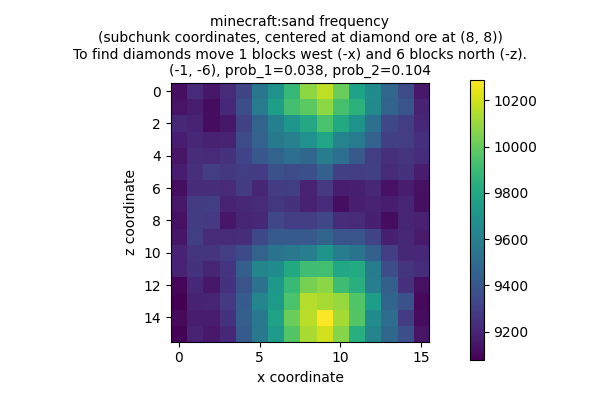 minecraft:sand frequency
(subchunk coordinates, centered at diamond ore at (8, 8))
To find diamonds move 1 blocks west (-x) and 6 blocks north (-z).
(-1, -6), prob_1=0.038, prob_2=0.104
0
2
4
6
8
10
12
14
z coordinate
0 5 10 15
x coordinate
10200
10000
9800
9600
9400
9200